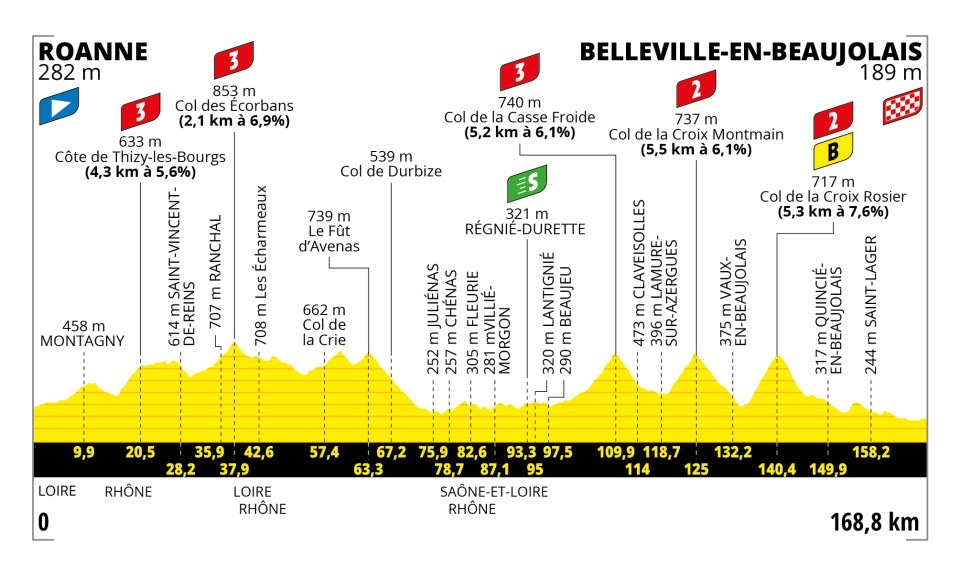 ROANNE
282 m
BELLEVILLE-EN-BEAUJOLAIS
189 m
3
633 m
Côte de Thizy-les-Bourgs
(4,3 km à 5,6%)
3
853 m
Col des Écorbans
(2,1 km à 6,9%)
3
740 m
Col de la Casse Froide
(5,2 km à 6,1%)
2
737 m
Col de la Croix Montmain
(5,5 km à 6,1%)
2
B
717 m
Col de la Croix Rosier
(5,3 km à 7,6%)
539 m
Col de Durbize
S
321 m
RÉGNIÉ-DURETTE
739 m
Le Fût
d’Avenas
662 m
Col de
la Crie
458 m
MONTAGNY
614 m SAINT-VINCENT-
DE-REINS
707 m RANCHAL
708 m Les Écharmeaux
252 m JULIÉNAS
257 m CHÉNAS
305 m FLEURIE
281 mVILLIÉ-
MORGON
320 m LANTIGNIÉ
290 m BEAUJEU
473 m CLAVEISOLLES
396 m LAMURE-
SUR-AZERGUES
375 m VAUX-
EN-BEAUJOLAIS
317 m QUINCIÉ-
EN-BEAUJOLAIS
244 m SAINT-LAGER
9,9 20,5 35,9 42,6 57,4 67,2 75,9 82,6 93,3 97,5 109,9 118,7 132,2 149,9 158,2
28,2 37,9 63,3 78,7 87,1 95 114 125 140,4
LOIRE RHÔNE LOIRE SAÔNE-ET-LOIRE
RHÔNE RHÔNE
0 168,8 km